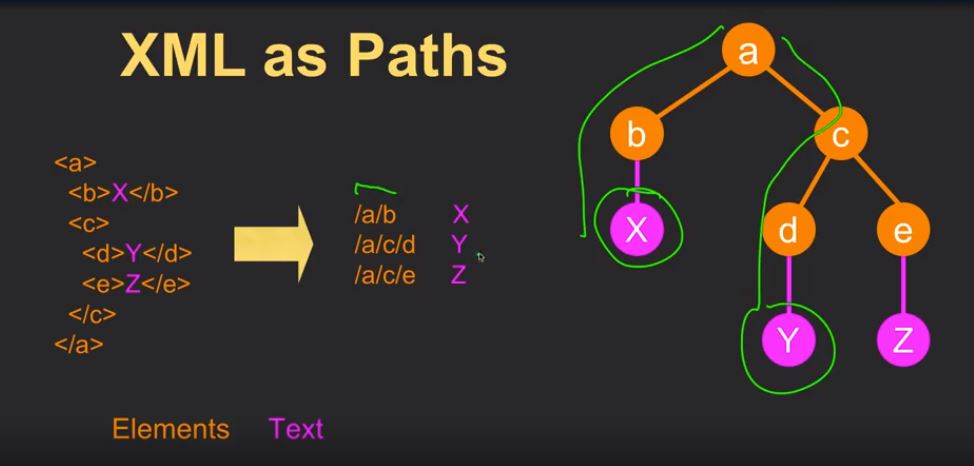 XML as Paths
<a>
<b>X</b>
<c>
<d>Y</d>
<e>Z</e>
</c>
</a>
/a/b X
/a/c/d Y
/a/c/e Z
a
b c
X d e
Y Z
Elements Text